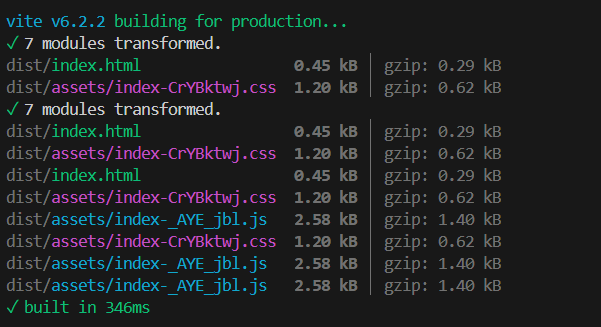 vite v6.2.2 building for production...
✓ 7 modules transformed.
dist/index.html 0.45 kB │ gzip: 0.29 kB
dist/assets/index-CrYBktwj.css 1.20 kB │ gzip: 0.62 kB
✓ 7 modules transformed.
dist/index.html 0.45 kB │ gzip: 0.29 kB
dist/assets/index-CrYBktwj.css 1.20 kB │ gzip: 0.62 kB
dist/index.html 0.45 kB │ gzip: 0.29 kB
dist/assets/index-CrYBktwj.css 1.20 kB │ gzip: 0.62 kB
dist/assets/index-_AYE_jbl.js 2.58 kB │ gzip: 1.40 kB
dist/assets/index-CrYBktwj.css 1.20 kB │ gzip: 0.62 kB
dist/assets/index-_AYE_jbl.js 2.58 kB │ gzip: 1.40 kB
dist/assets/index-_AYE_jbl.js 2.58 kB │ gzip: 1.40 kB
✓ built in 346ms